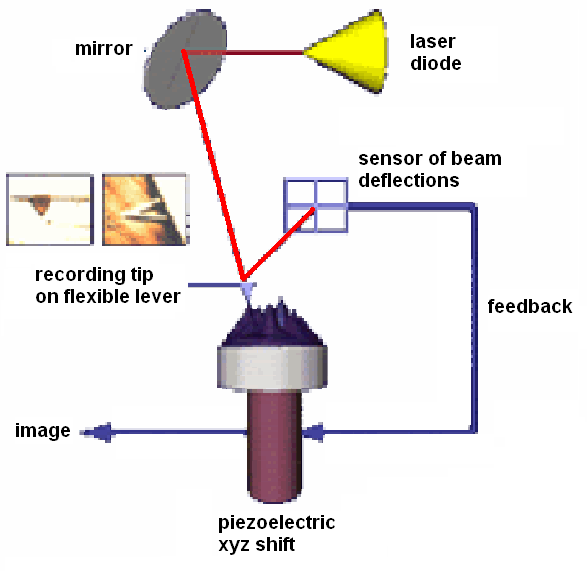 mirror
laser
diode
sensor of beam
deflections
recording tip
on flexible lever
feedback
image
piezoelectric
xyz shift